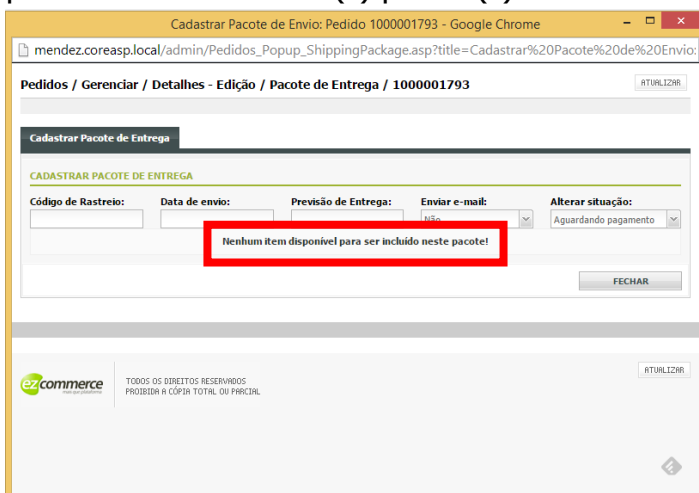 Cadastrar Pacote de Envio: Pedido 1000001793 - Google Chrome
mendez.coreasp.local/admin/Pedidos_Popup_ShippingPackage.asp?title=Cadastrar%20Pacote%20de%20Envio:
Pedidos / Gerenciar / Detalhes - Edição / Pacote de Entrega / 1000001793
ATUALIZAR
Cadastrar Pacote de Entrega
CADASTRAR PACOTE DE ENTREGA
Código de Rastreio: Data de envio: Previsão de Entrega: Enviar e-mail: Alterar situação:
Não Aguardando pagamento
Nenhum item disponível para ser incluído neste pacote!
FECHAR
ezcommerce
mais que plataforma
TODOS OS DIREITOS RESERVADOS
PROIBIDA A CÓPIA TOTAL OU PARCIAL
ATUALIZAR